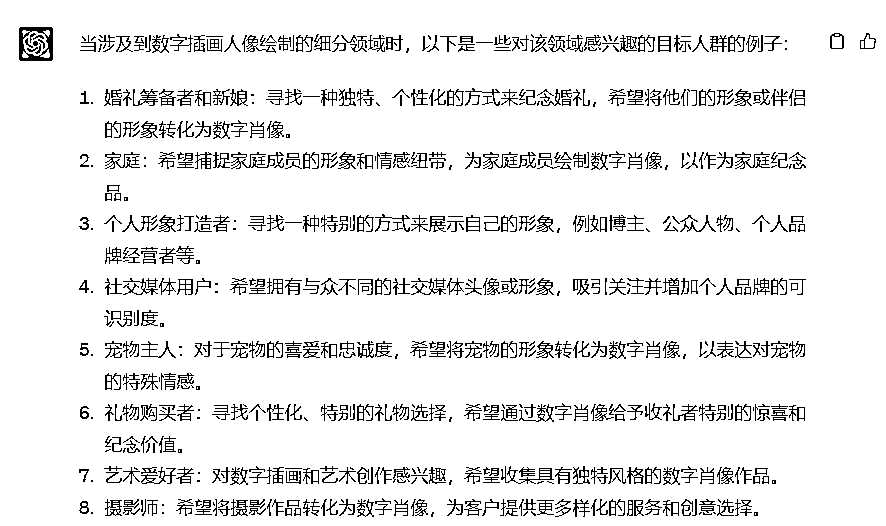 当涉及到数字插画人像绘制的细分领域时，以下是一些对该领域感兴趣的目标人群的例子：
1. 婚礼筹备者和新娘：寻找一种独特、个性化的方式来纪念婚礼，希望将他们的形象或伴侣
的形象转化为数字肖像。
2. 家庭：希望捕捉家庭成员的形象和情感纽带，为家庭成员绘制数字肖像，以作为家庭纪念
品。
3. 个人形象打造者：寻找一种特别的方式来展示自己的形象，例如博主、公众人物、个人品
牌经营者等。
4. 社交媒体用户：希望拥有与众不同的社交媒体头像或形象，吸引关注并增加个人品牌的可
识别度。
5. 宠物主人：对于宠物的喜爱和忠诚度，希望将宠物的形象转化为数字肖像，以表达对宠物
的特殊情感。
6. 礼物购买者：寻找个性化、特别的礼物选择，希望通过数字肖像给予收礼者特别的惊喜和
纪念价值。
7. 艺术爱好者：对数字插画和艺术创作感兴趣，希望收集具有独特风格的数字肖像作品。
8. 摄影师：希望将摄影作品转化为数字肖像，为客户提供更多样化的服务和创意选择。